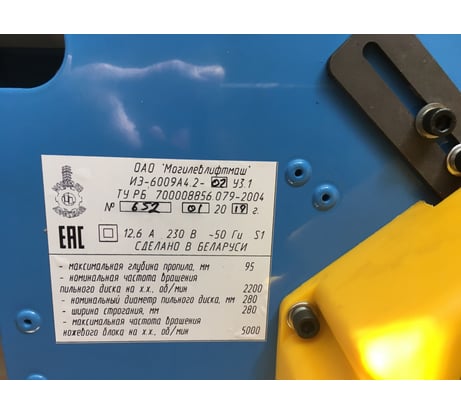 ОАО "Могилевлифтмаш"
ИЭ-6009А4.2-02 У3.1
ТУ РБ 700008856.079-2004
№ 652 01 2019 г.
ЕАС 12.6 А 230 В ~50 Гц S1
СДЕЛАНО В БЕЛАРУСИ
- максимальная глубина пропила, мм 95
- номинальная частота вращения
пильного диска на х.х., об/мин 2200
- номинальный диаметр пильного диска, мм 280
- ширина строгания, мм 280
- максимальная частота вращения
ножевого блока на х.х., об/мин 5000